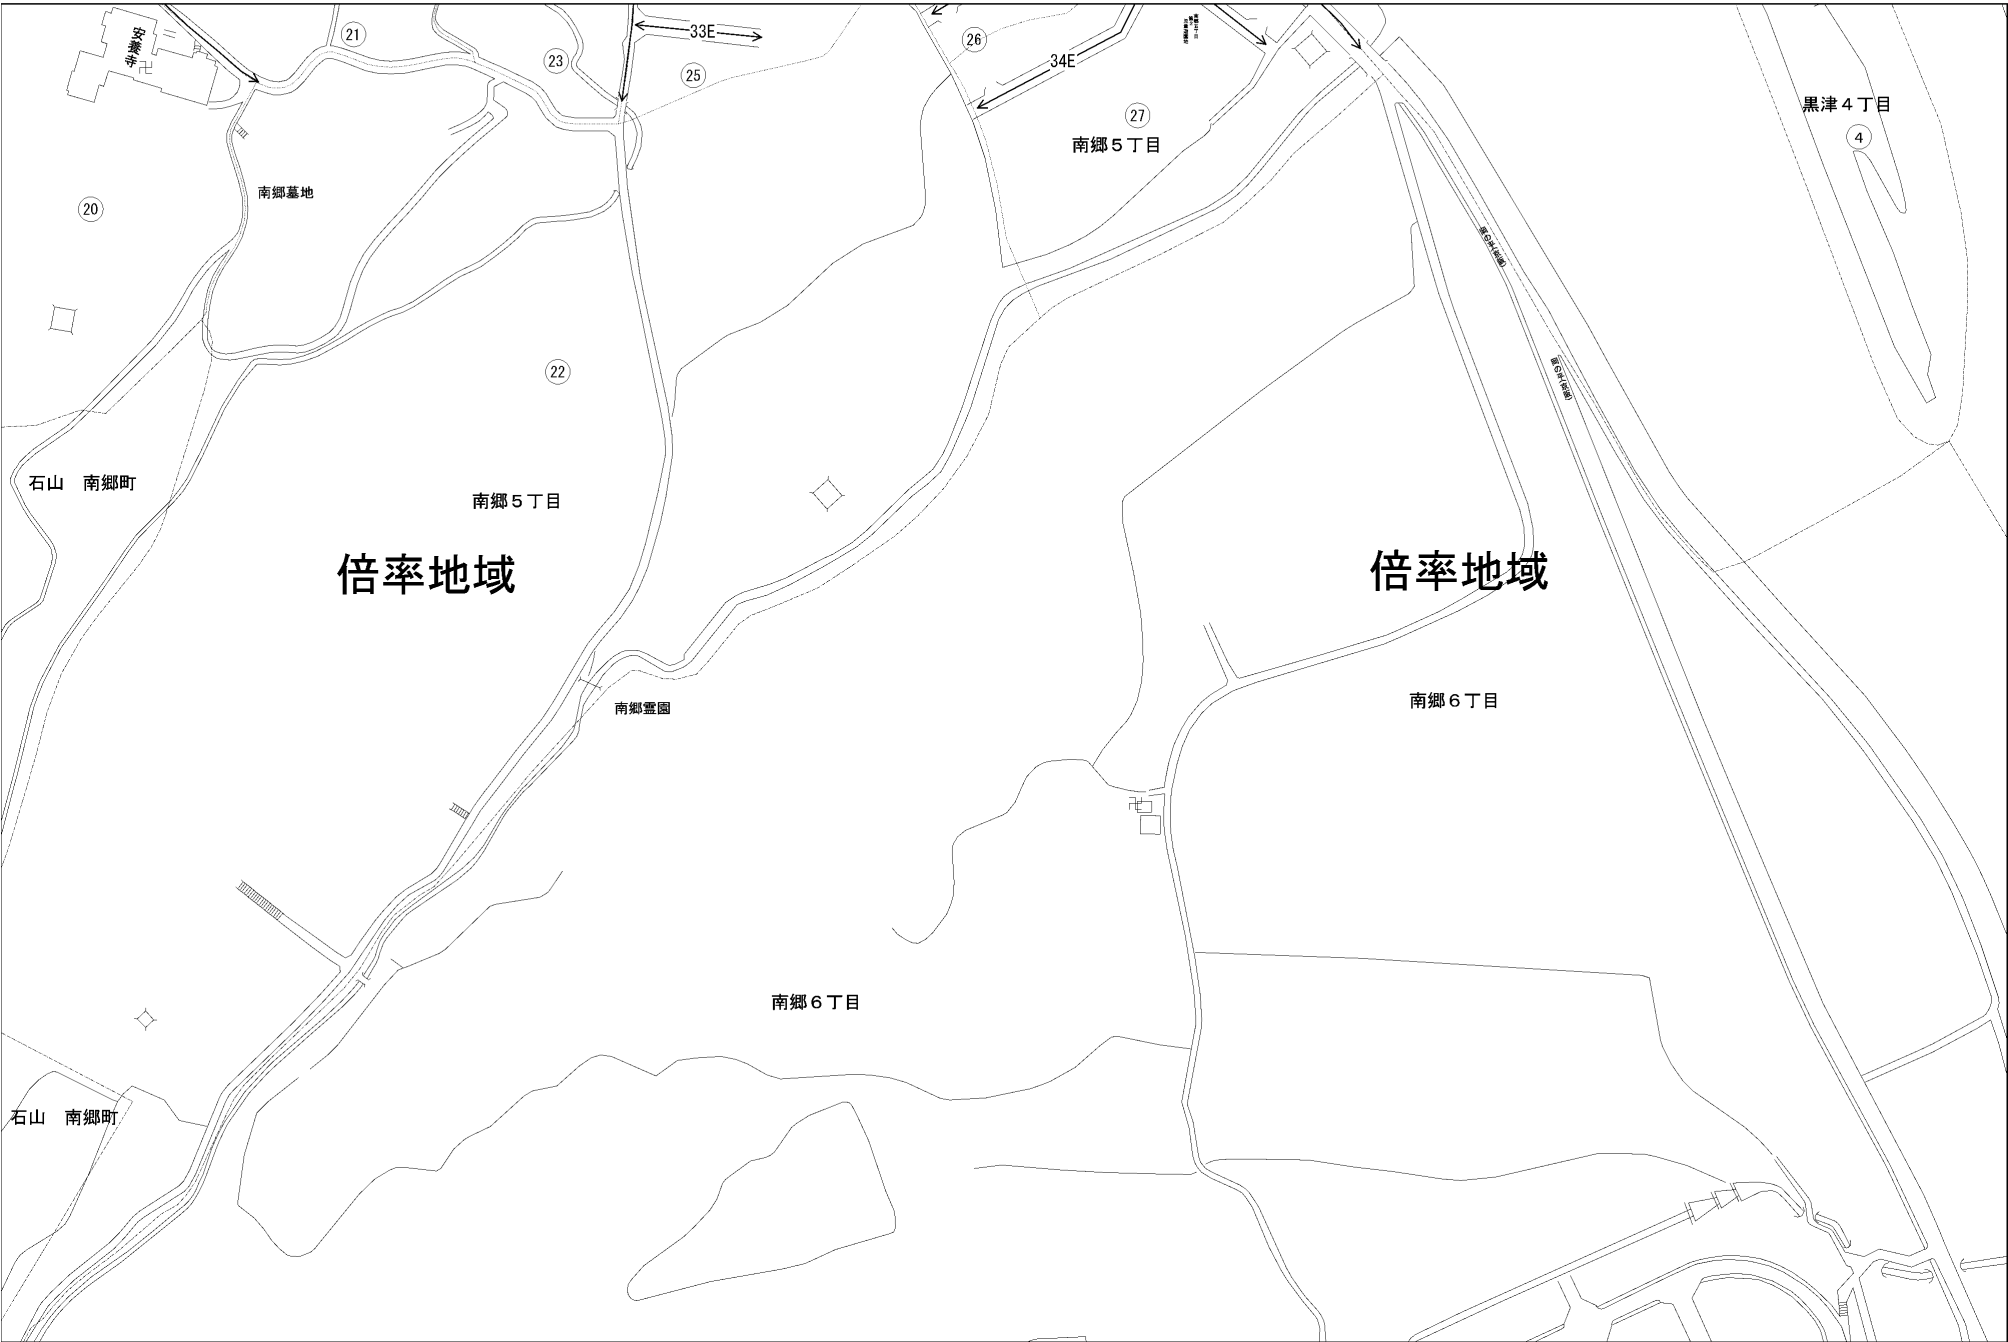 安養寺
21
33E
23
25
26
34E
27
南郷５丁目
黒津４丁目
4
南郷墓地
20
22
石山　南郷町
南郷５丁目
倍率地域
倍率地域
南郷霊園
南郷６丁目
南郷６丁目
石山　南郷町